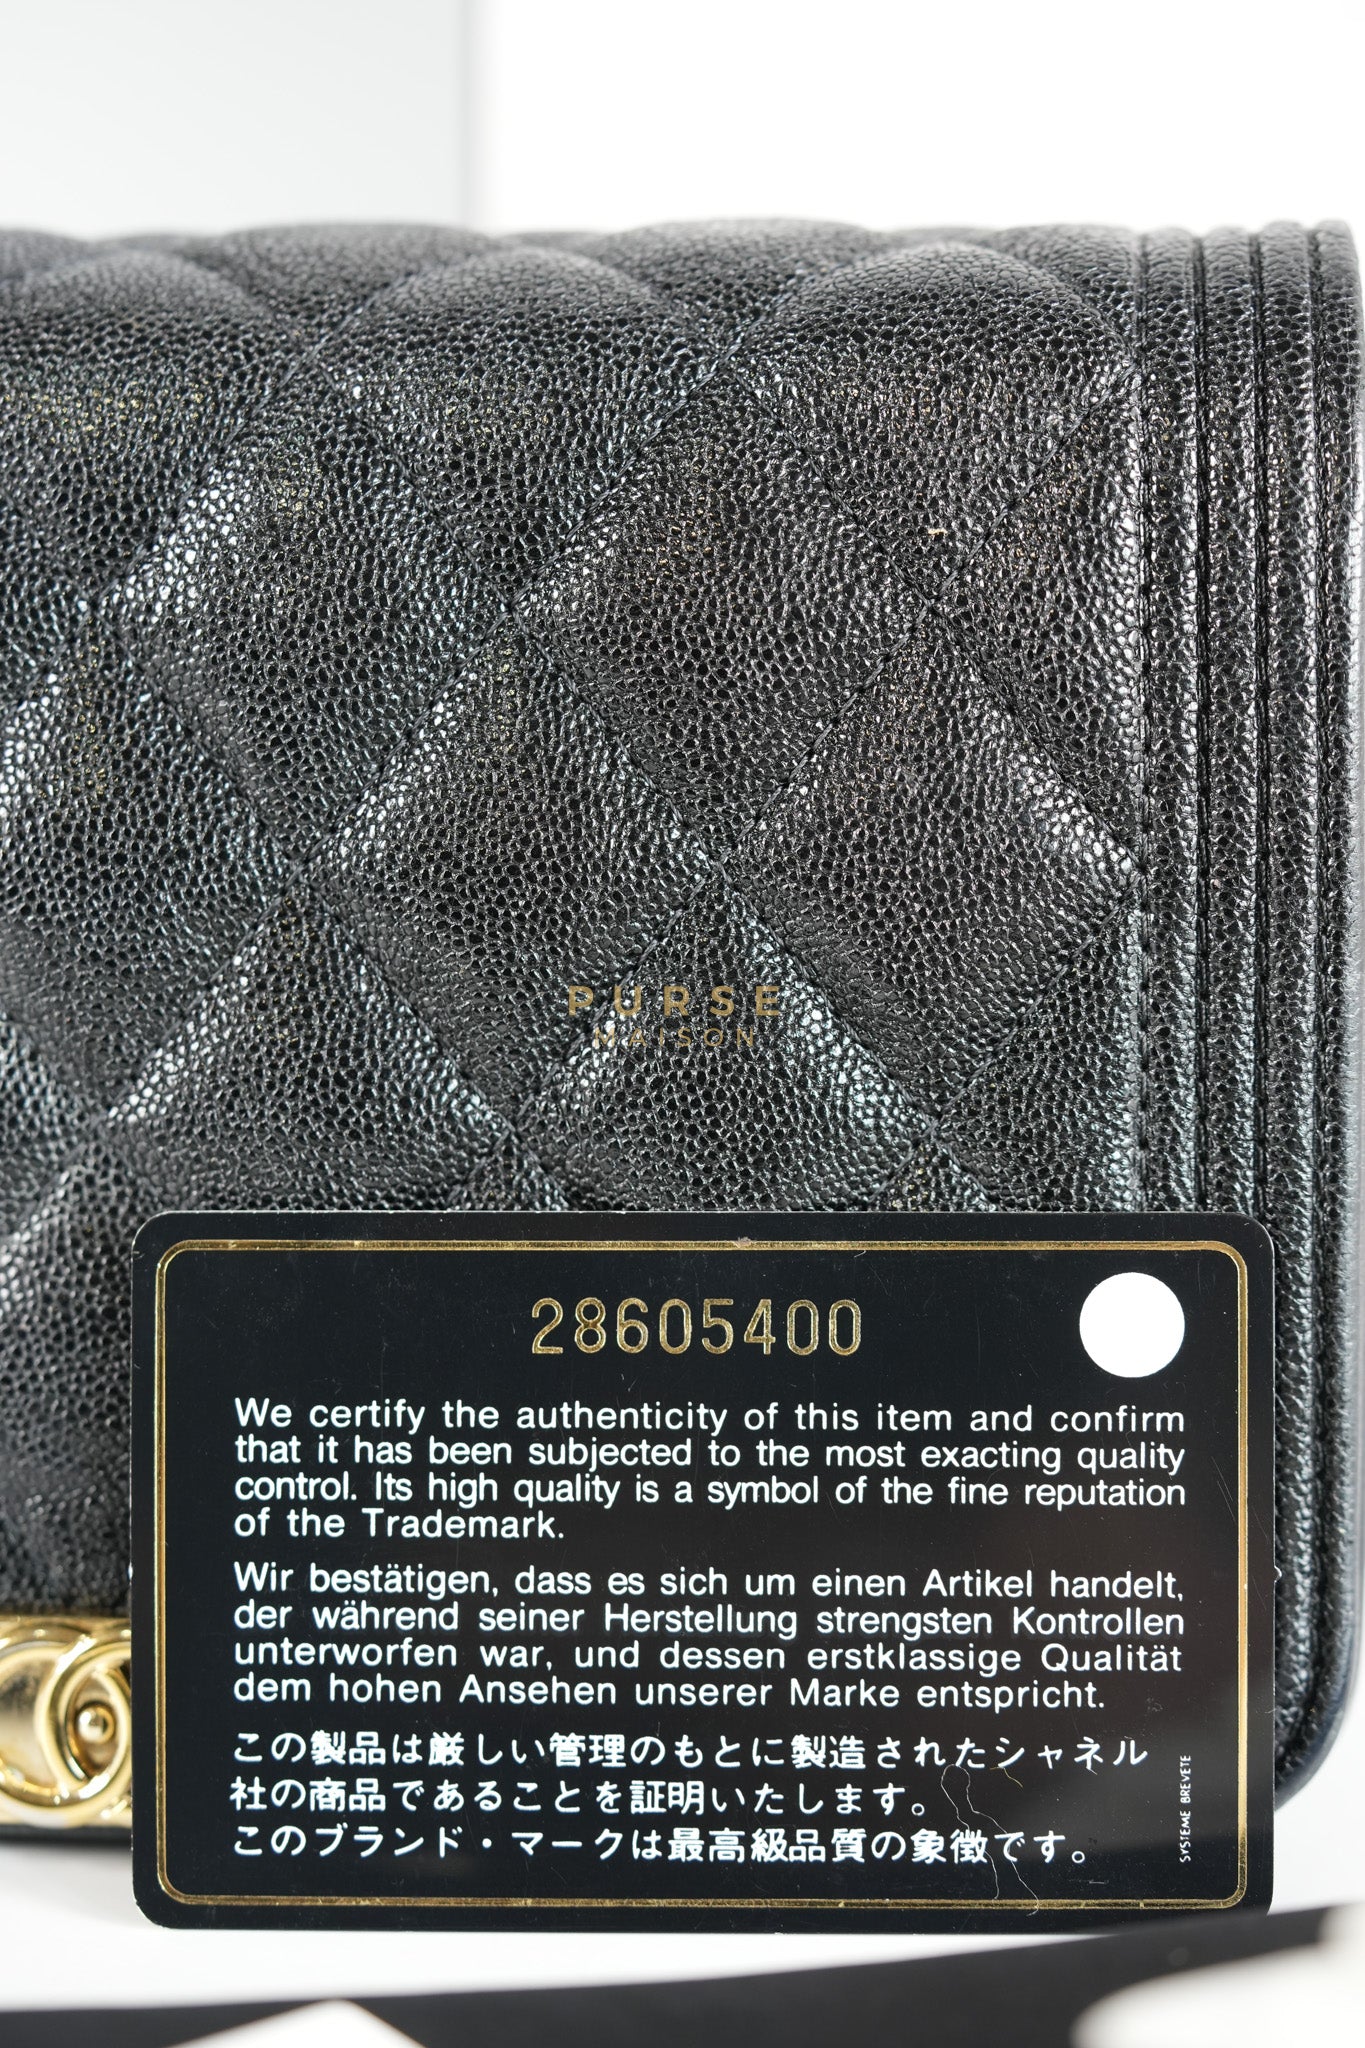 PURSE
MAISON
28605400
We certify the authenticity of this item and confirm
that it has been subjected to the most exacting quality
control. Its high quality is a symbol of the fine reputation
of the Trademark.
Wir bestätigen, dass es sich um einen Artikel handelt,
der während seiner Herstellung strengsten Kontrollen
unterworfen war, und dessen erstklassige Qualität
dem hohen Ansehen unserer Marke entspricht.
この製品は厳しい管理のもとに製造されたシャネル
社の商品であることを証明いたします。
このブランド・マークは最高級品質の象徴です。
SYSTEME BREVETE